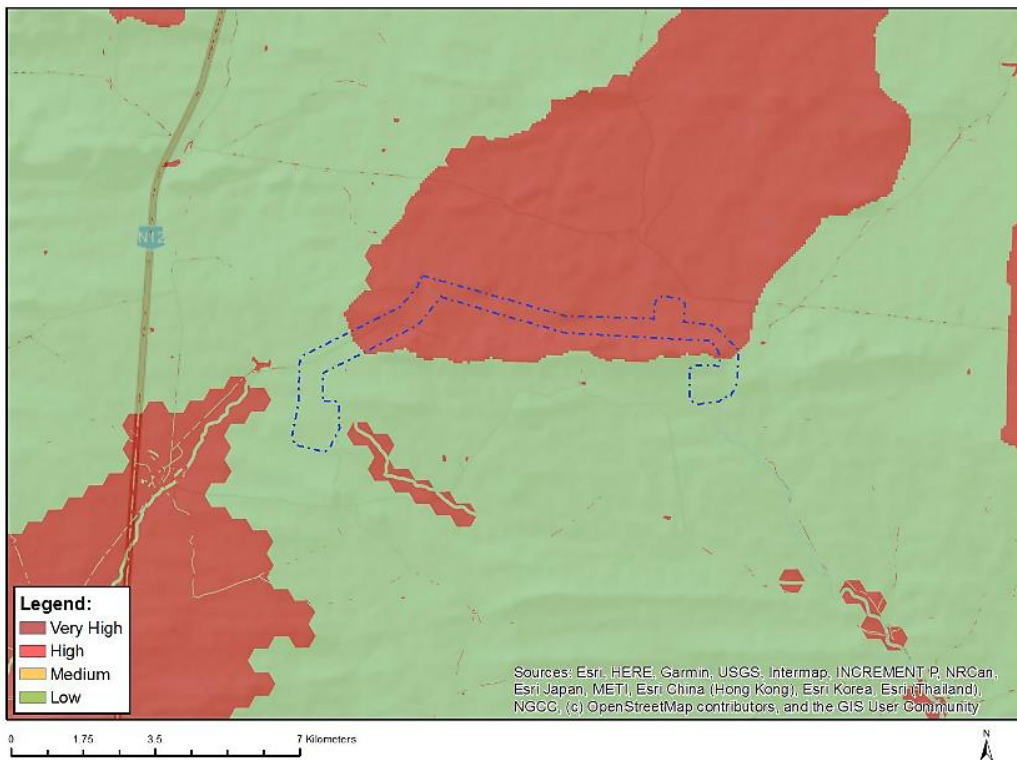 N12
Legend:
Very High
High
Medium
Low
Sources: Esri, HERE, Garmin, USGS, Intermap, INCREMENT P, NRCan,
Esri Japan, METI, Esri China (Hong Kong), Esri Korea, Esri (Thailand),
NGCC, (c) OpenStreetMap contributors, and the GIS User Community
0 1.75 3.5 7 Kilometers
N